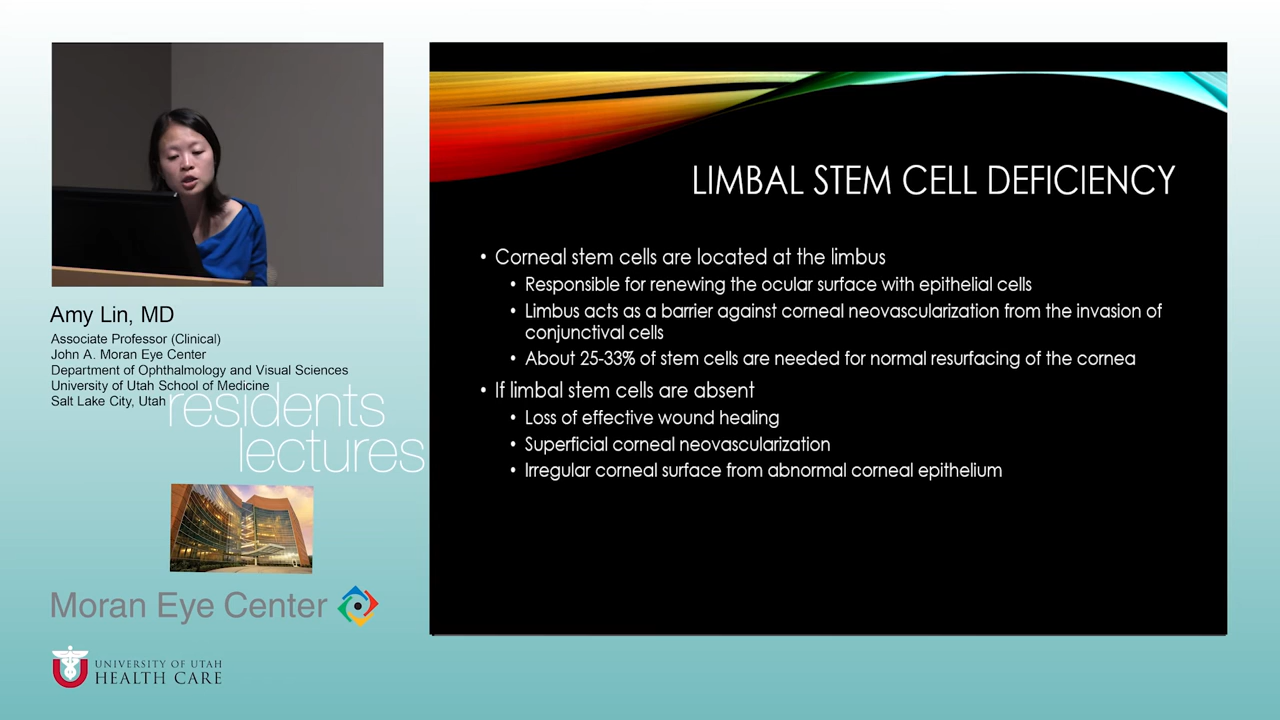 Amy Lin, MD
Associate Professor (Clinical)
John A. Moran Eye Center
Department of Ophthalmology and Visual Sciences
University of Utah School of Medicine
Salt Lake City, Utah
residents
lectures
Moran Eye Center
UNIVERSITY OF UTAH
HEALTH CARE
LIMBAL STEM CELL DEFICIENCY
• Corneal stem cells are located at the limbus
• Responsible for renewing the ocular surface with epithelial cells
• Limbus acts as a barrier against corneal neovascularization from the invasion of
conjunctival cells
• About 25-33% of stem cells are needed for normal resurfacing of the cornea
• If limbal stem cells are absent
• Loss of effective wound healing
• Superficial corneal neovascularization
• Irregular corneal surface from abnormal corneal epithelium